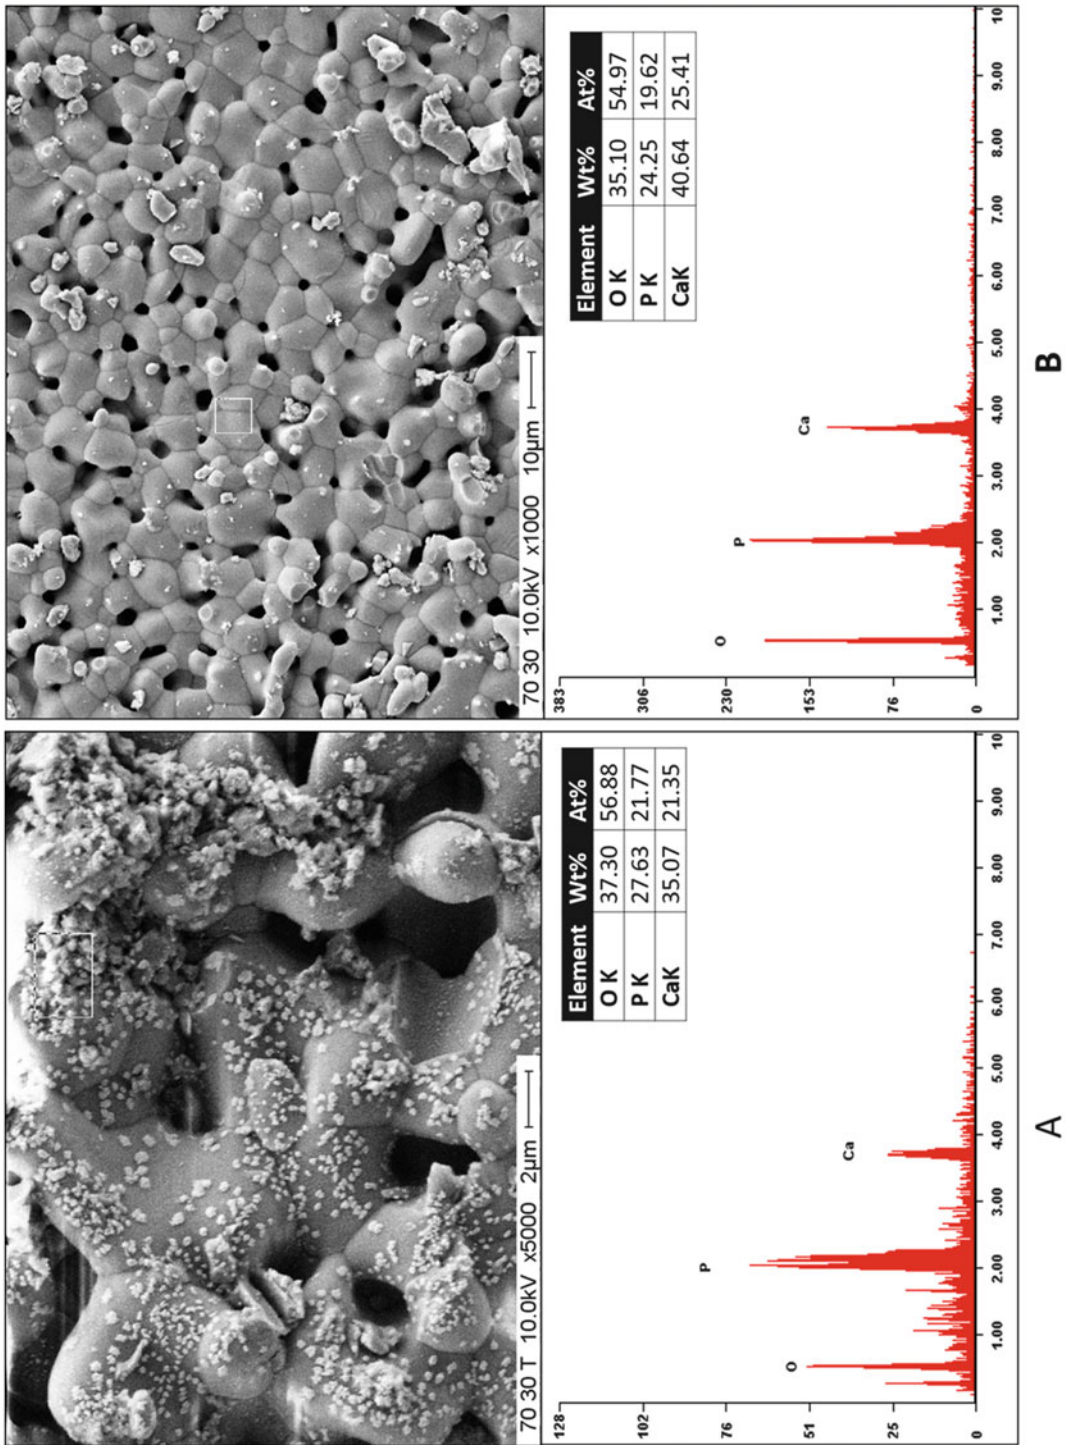 70 30 T 10.0kV x5000 2µm
Element Wt% At%
O K 37.30 56.88
P K 27.63 21.77
CaK 35.07 21.35
128
102
76
51
25
0
O
P
Ca
1.00 2.00 3.00 4.00 5.00 6.00 7.00 8.00 9.00 10
A
70 30 10.0kV x1000 10µm
Element Wt% At%
O K 35.10 54.97
P K 24.25 19.62
CaK 40.64 25.41
383
306
230
153
76
0
O
P
Ca
1.00 2.00 3.00 4.00 5.00 6.00 7.00 8.00 9.00 10
B